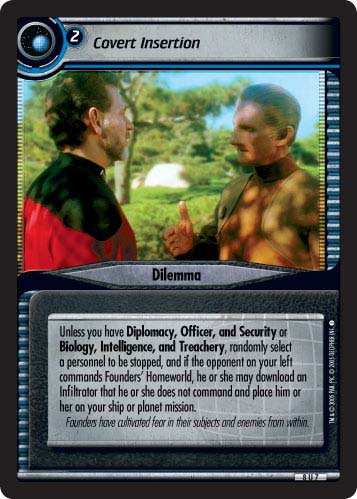 2
Covert Insertion
Dilemma
Unless you have Diplomacy, Officer, and Security or
Biology, Intelligence, and Treachery, randomly select
a personnel to be stopped, and if the opponent on your left
commands Founders' Homeworld, he or she may download an
Infiltrator that he or she does not command and place him or
her on your ship or planet mission.
Founders have cultivated fear in their subjects and enemies from within.
8 U 7